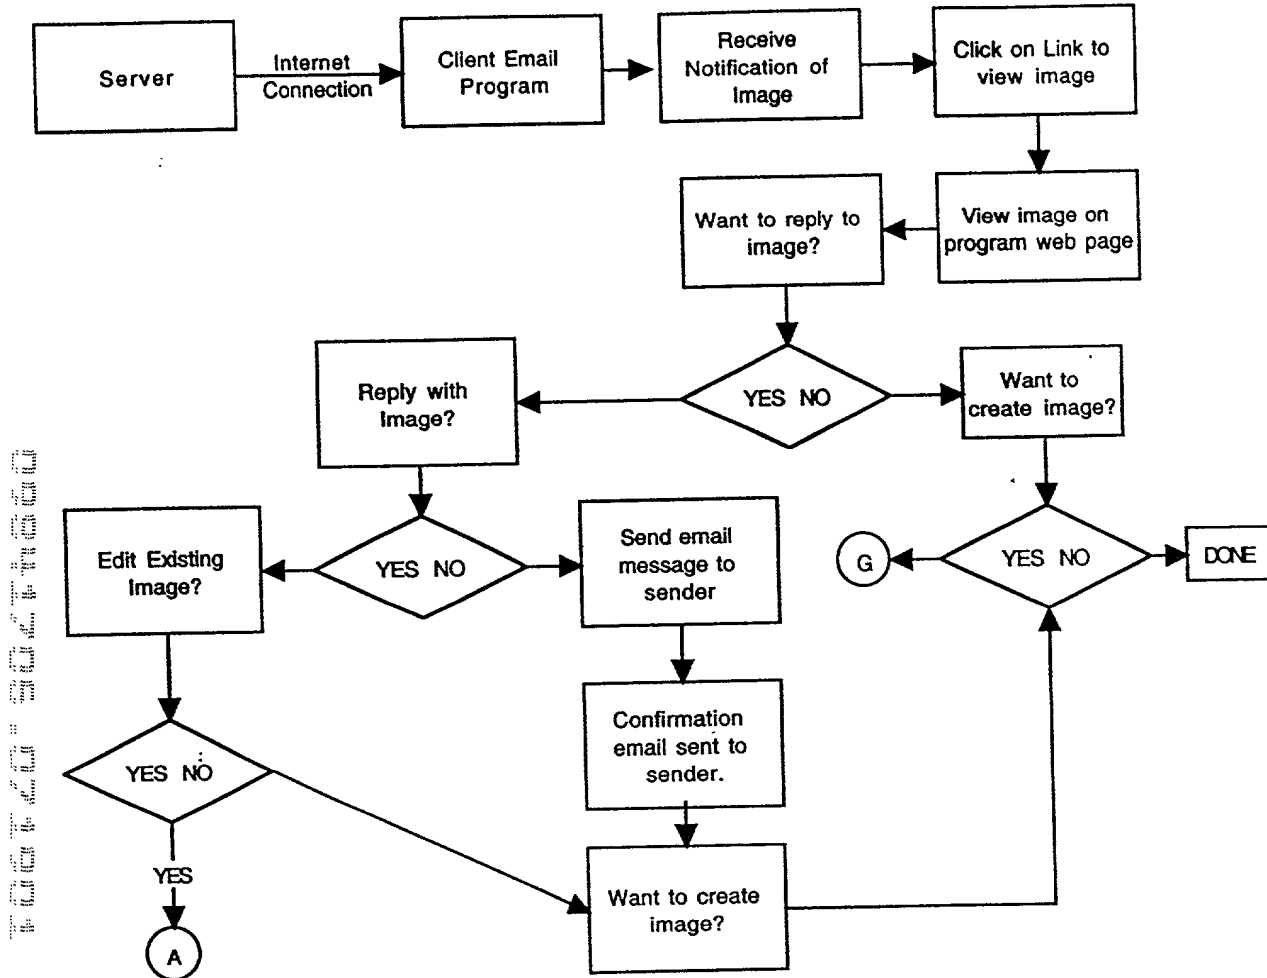 Server
Internet
Connection
Client Email
Program
Receive
Notification of
Image
Click on Link to
view image
Want to reply to
image?
View image on
program web page
Reply with
Image?
YES NO
Want to
create image?
Edit Existing
Image?
YES NO
Send email
message to
sender
G
YES NO
DONE
Confirmation
email sent to
sender.
YES NO
YES
Want to create
image?
A